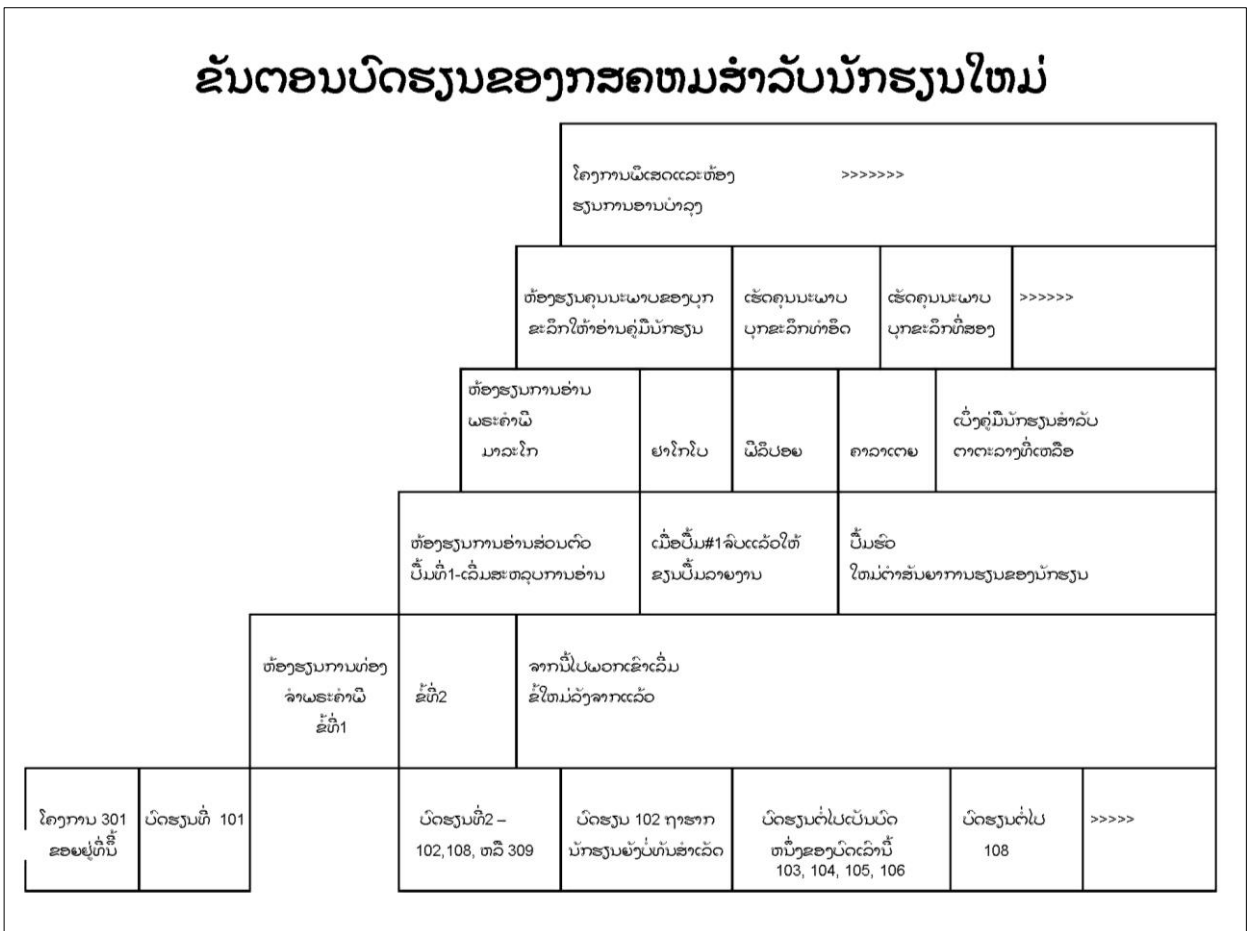 ຂັນຕອນບົດຮຽນຂອງກສຄຫມສຳລັບນັກຮຽນໃຫມ່
ໂຄງການພິເສດແລະຫ້ອງ
ຮຽນການອານບຳລຸງ
>>>>>>>
ຫ້ອງຮຽນຄຸນນະພາບຂອງບຸກ
ຂະລິກໃຫ້າອ່ານຄູ່ມືນັກຮຽນ
ເຮັດຄຸນນະພາບ
ບຸກຂະລິກທຳອິດ
ເຮັດຄຸນນະພາບ
ບຸກຂະລິກທີ່ສອງ
>>>>>>
ຫ້ອງຮຽນການອ່ານ
ພຣະຄຳພີ
ມາລະໂກ
ຢາໂກໂບ
ຟີລິປອຍ
ຄາລາເຕຍ
ເບິ່ງຄູ່ມືນັກຮຽນສຳລັບ
ຕາຕະລາງທີ່ເຫລືອ
ຫ້ອງຮຽນການອ່ານສ່ວນຕົວ
ປື້ມທີ່1-ເລີ່ມສະຫລຸບການອ່ານ
ເມື່ອປື້ມ#1ຈົບແລ້ວໃຫ້
ຂຽນປື້ມລາຍງານ
ປື້ມຮົວ
ໃຫມ່ຕຳສັນຍາການຮຽນຂອງນັກຮຽນ
ຫ້ອງຮຽນການທ່ອງ
ຈຳພຣະຄຳພີ
ຂໍ້ທີ່1
ຂໍ້ທີ່2
ຈາກນີ້ໄປພວກເຂົາເລີ່ມ
ຂໍ້ໃຫມ່ລັງຈາກແລ້ວ
ໂຄງການ 301
ຂອຍຢູ່ທີ່ນີ້
ບົດຮຽນທີ່ 101
ບົດຮຽນທີ່2 –
102,108, ຫລື 309
ບົດຮຽນ 102 ຖາຮາກ
ນັກຮຽນຍັງບໍ່ທັນສຳເລັດ
ບົດຮຽນຕໍ່ໄປເປັນບົດ
ຫນຶ່ງຂອງບົດເລົານີ້
103, 104, 105, 106
ບົດຮຽນຕໍ່ໄປ
108
>>>>>